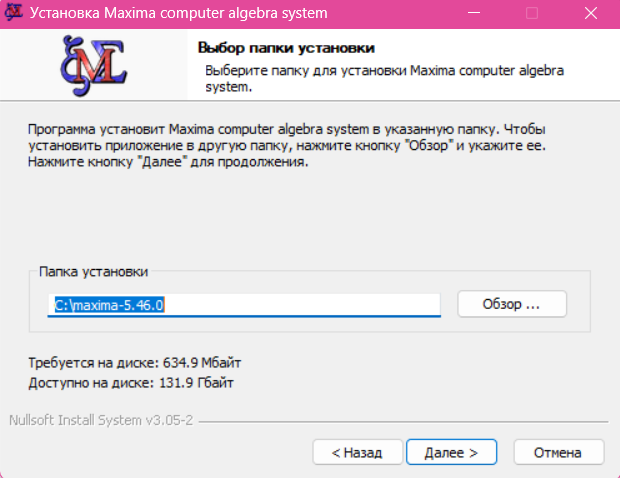 Установка Maxima computer algebra system
Выбор папки установки
Выберите папку для установки Maxima computer algebra
system.
Программа установит Maxima computer algebra system в указанную папку. Чтобы
установить приложение в другую папку, нажмите кнопку "Обзор" и укажите ее.
Нажмите кнопку "Далее" для продолжения.
Папка установки
C:\maxima-5.46.0
Обзор ...
Требуется на диске: 634.9 Мбайт
Доступно на диске: 131.9 Гбайт
Nullsoft Install System v3.05-2
< Назад
Далее >
Отмена